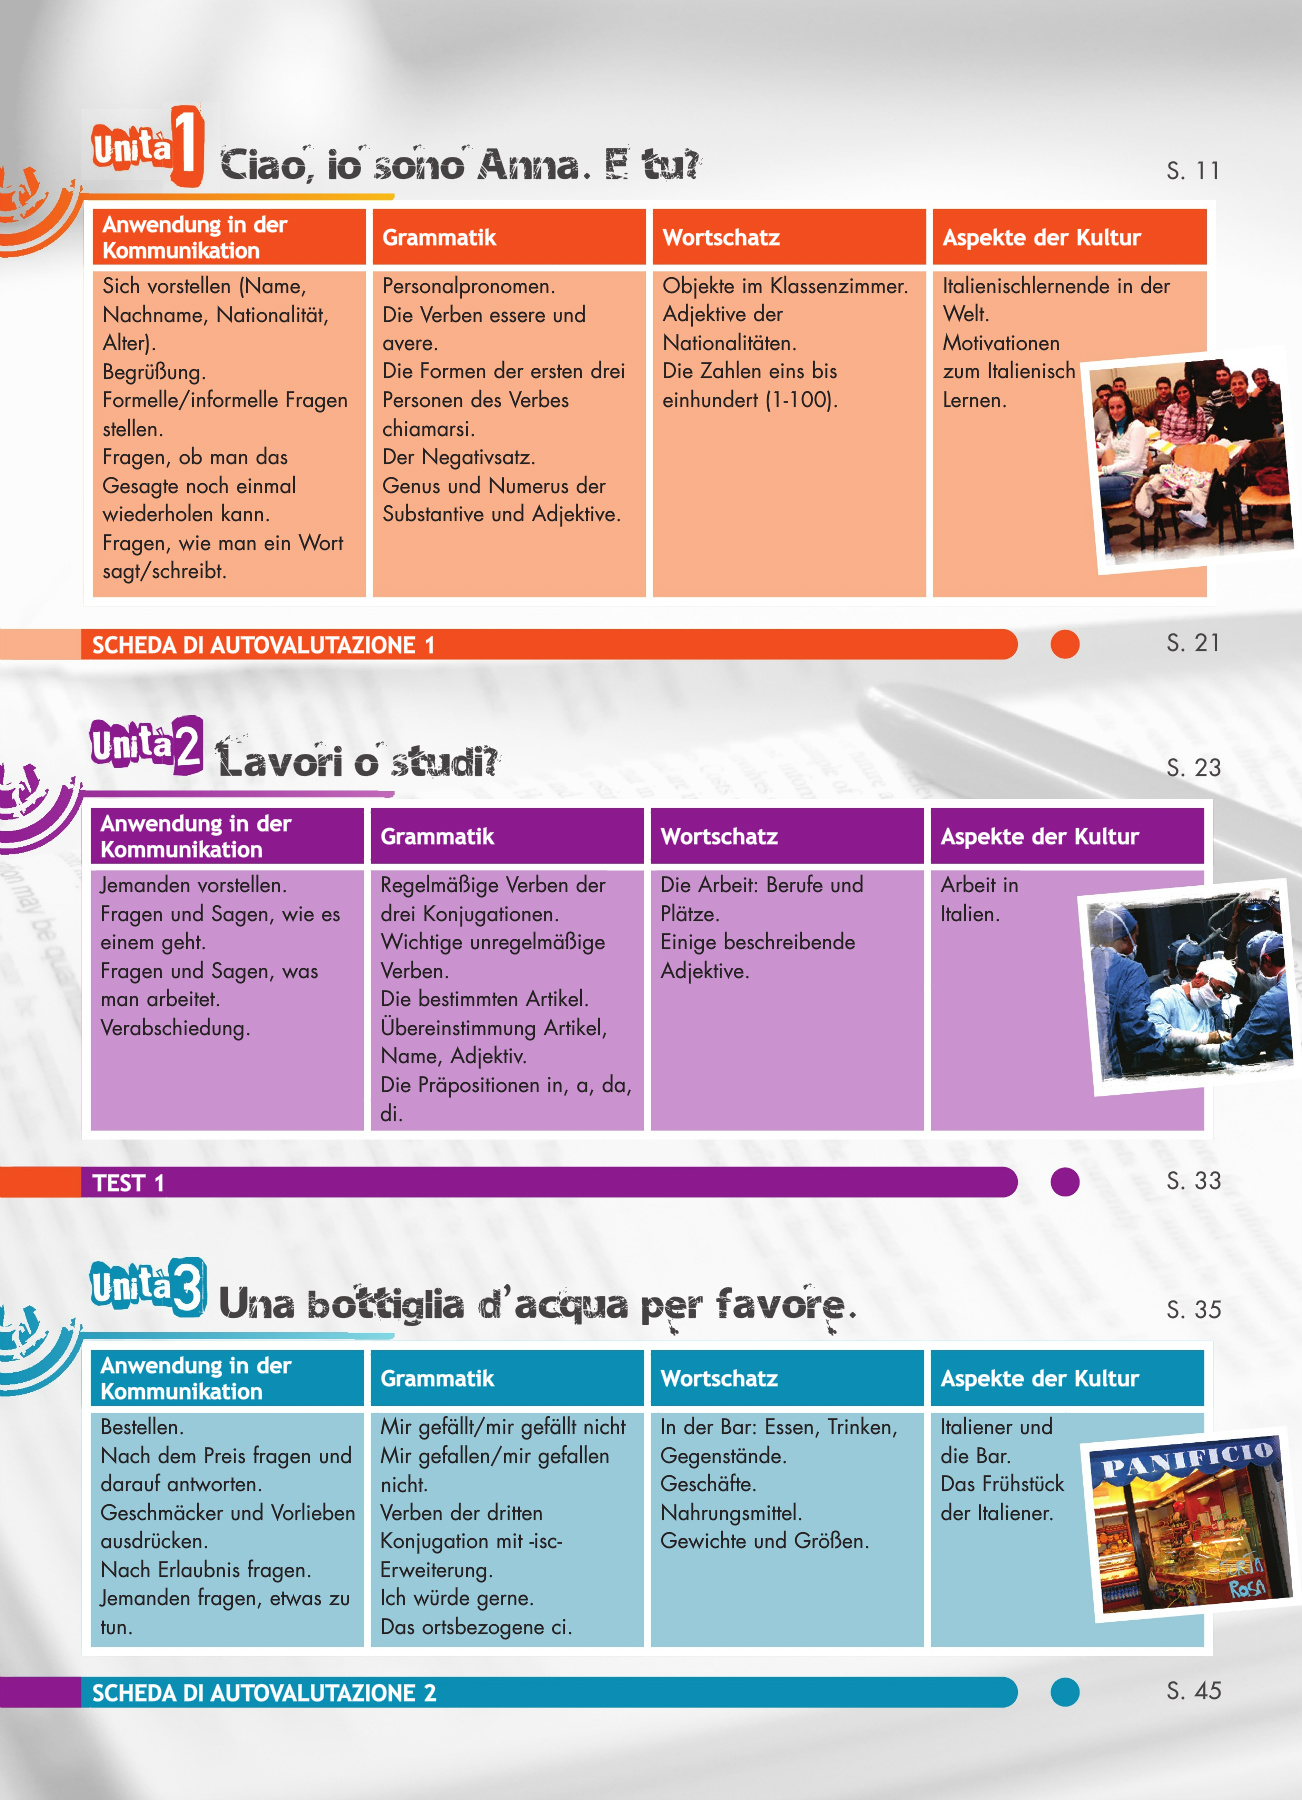 Unità 1 Ciao, io sono Anna. E tu?
S. 11
Anwendung in der
Kommunikation
Sich vorstellen (Name,
Nachname, Nationalität,
Alter).
Begrüßung.
Formelle/informelle Fragen
stellen.
Fragen, ob man das
Gesagte noch einmal
wiederholen kann.
Fragen, wie man ein Wort
sagt/schreibt.
Grammatik
Personalpronomen.
Die Verben essere und
avere.
Die Formen der ersten drei
Personen des Verbes
chiamarsi.
Der Negativsatz.
Genus und Numerus der
Substantive und Adjektive.
Wortschatz
Objekte im Klassenzimmer.
Adjektive der
Nationalitäten.
Die Zahlen eins bis
einhundert (1-100).
Aspekte der Kultur
Italienischlernende in der
Welt.
Motivationen
zum Italienisch
Lernen.
SCHEDA DI AUTOVALUTAZIONE 1
S. 21
Unità 2 Lavori o studi?
S. 23
Anwendung in der
Kommunikation
Jemanden vorstellen.
Fragen und Sagen, wie es
einem geht.
Fragen und Sagen, was
man arbeitet.
Verabschiedung.
Grammatik
Regelmäßige Verben der
drei Konjugationen.
Wichtige unregelmäßige
Verben.
Die bestimmten Artikel.
Übereinstimmung Artikel,
Name, Adjektiv.
Die Präpositionen in, a, da,
di.
Wortschatz
Die Arbeit: Berufe und
Plätze.
Einige beschreibende
Adjektive.
Aspekte der Kultur
Arbeit in
Italien.
TEST 1
S. 33
Unità 3 Una bottiglia d'acqua per favore.
S. 35
Anwendung in der
Kommunikation
Bestellen.
Nach dem Preis fragen und
darauf antworten.
Geschmäcker und Vorlieben
ausdrücken.
Nach Erlaubnis fragen.
Jemanden fragen, etwas zu
tun.
Grammatik
Mir gefällt/mir gefällt nicht
Mir gefallen/mir gefallen
nicht.
Verben der dritten
Konjugation mit -isc-
Erweiterung.
Ich würde gerne.
Das ortsbezogene ci.
Wortschatz
In der Bar: Essen, Trinken,
Gegenstände.
Geschäfte.
Nahrungsmittel.
Gewichte und Größen.
Aspekte der Kultur
Italiener und
die Bar.
Das Frühstück
der Italiener.
PANIFICIO
ROSA
SCHEDA DI AUTOVALUTAZIONE 2
S. 45